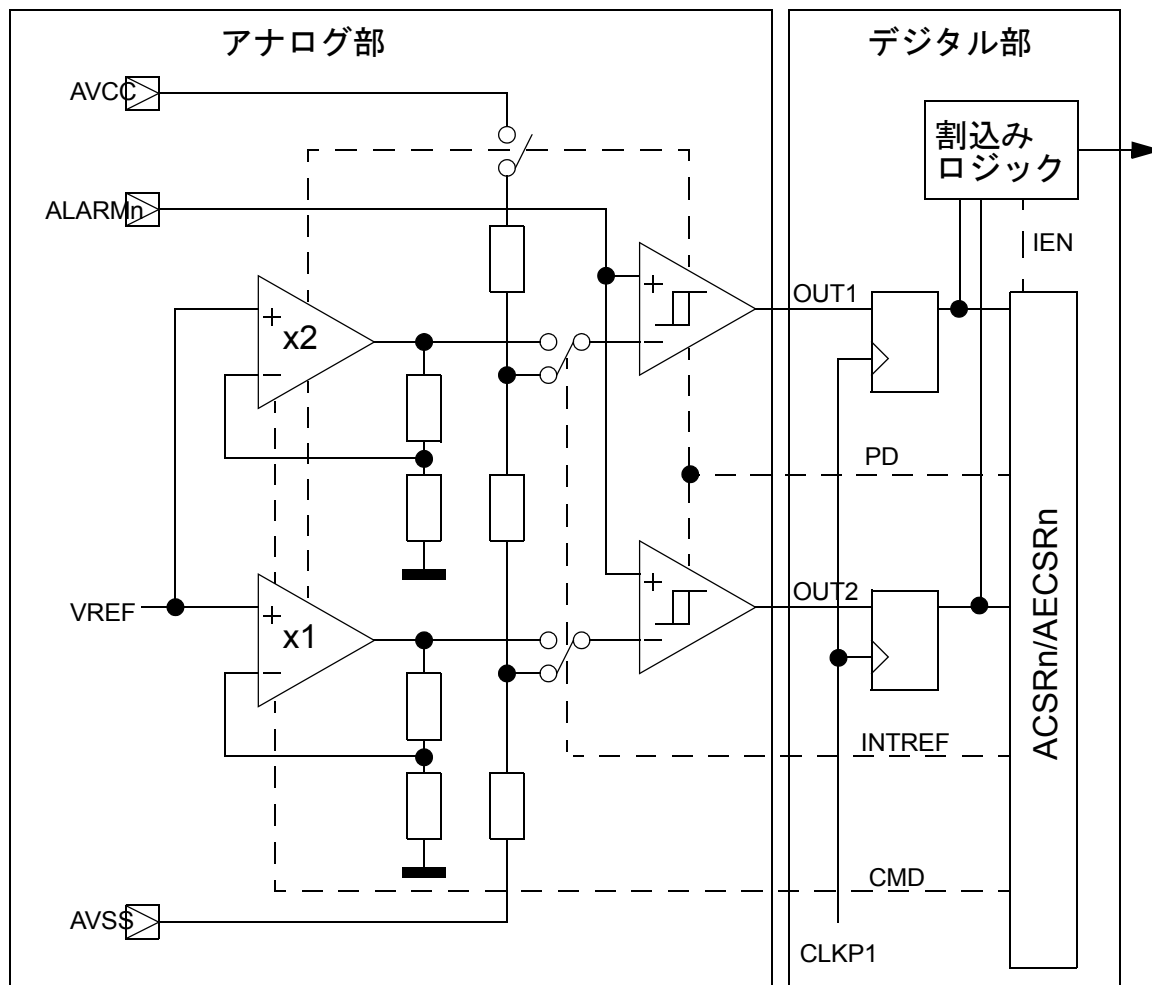 アナログ部
デジタル部
AVCC
割込み
ロジック
ALARMn
IEN
+
OUT1
+
x2
−
−
PD
ACSRn/AECSRn
+
OUT2
VREF
+
x1
−
−
INTREF
CMD
AVSS
CLKP1